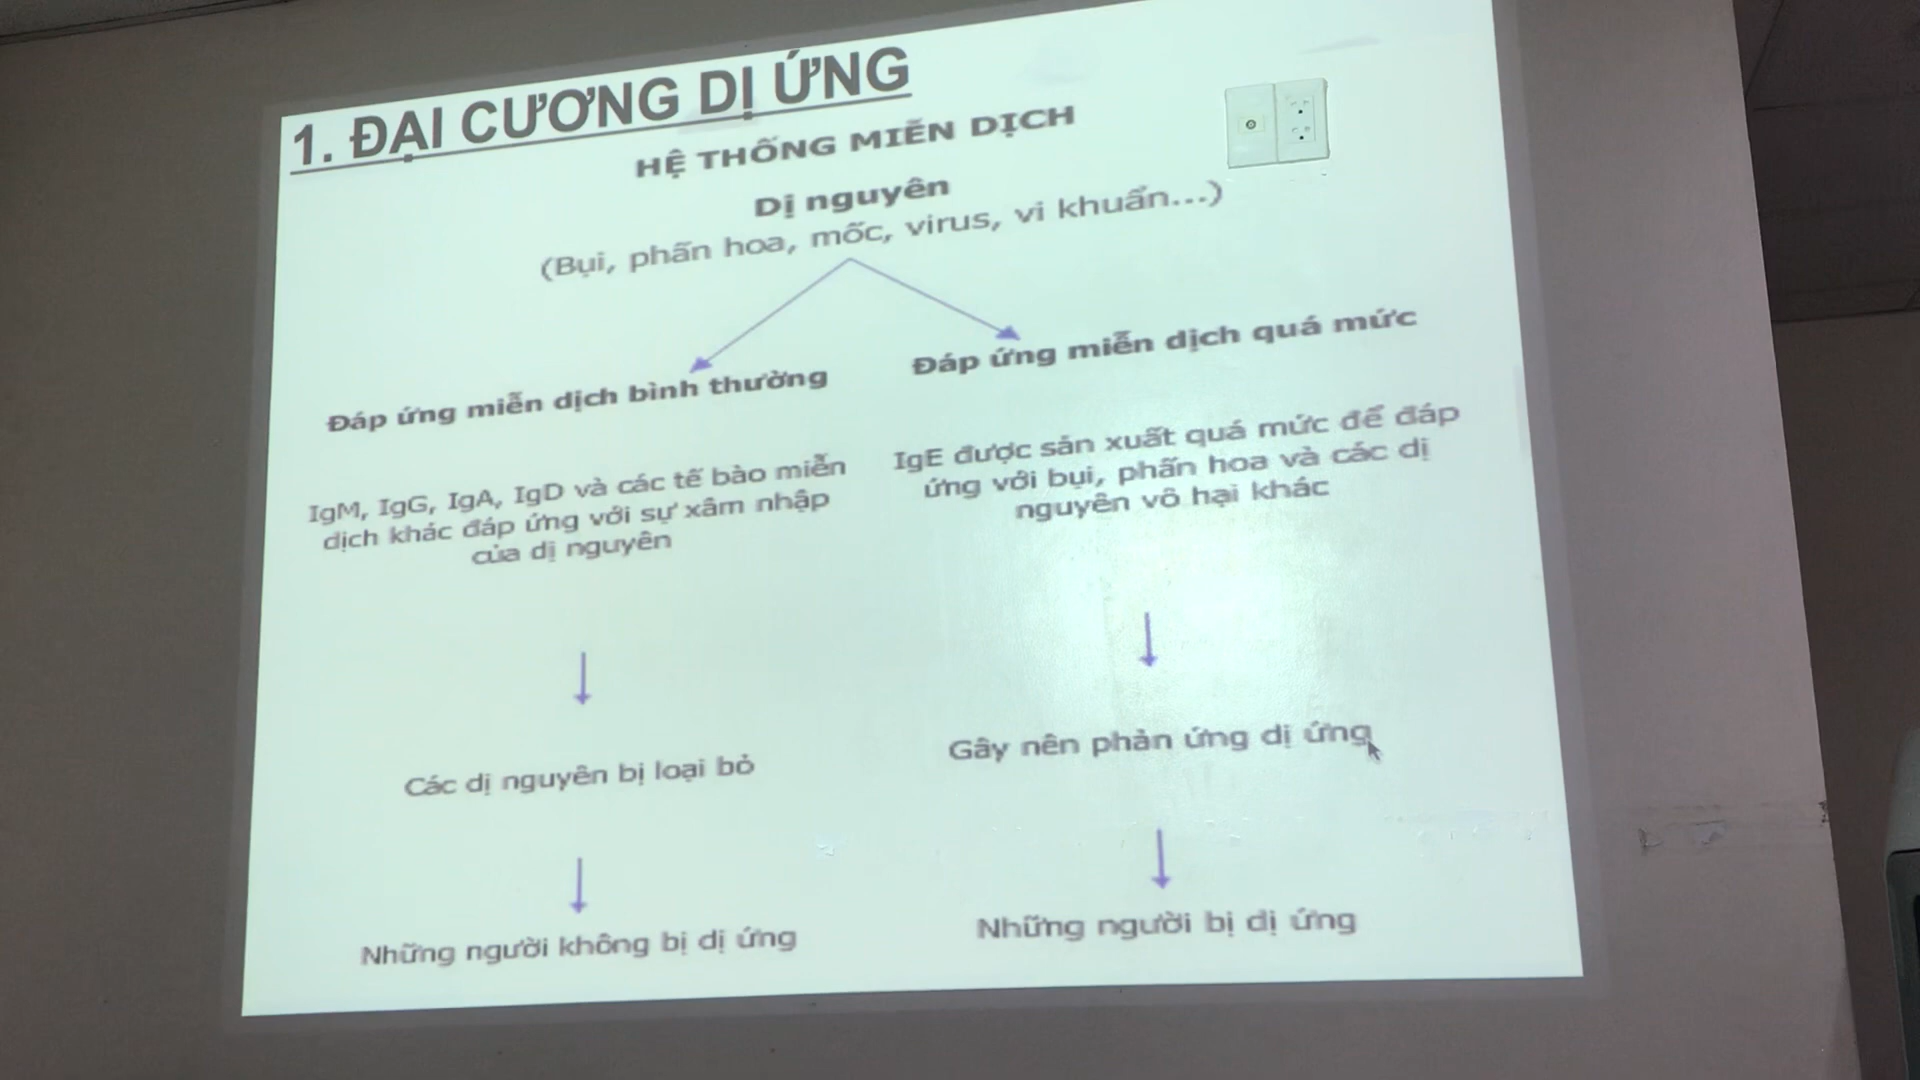 1. ĐẠI CƯƠNG DỊ ỨNG
HỆ THỐNG MIỄN DỊCH
Dị nguyên
(Bụi, phấn hoa, mốc, virus, vi khuẩn...)
Đáp ứng miễn dịch bình thường
IgM, IgG, IgA, IgD và các tế bào miễn
dịch khác đáp ứng với sự xâm nhập
của dị nguyên
Các dị nguyên bị loại bỏ
Những người không bị dị ứng
Đáp ứng miễn dịch quá mức
IgE được sản xuất quá mức để đáp
ứng với bụi, phấn hoa và các dị
nguyên vô hại khác
Gây nên phản ứng dị ứng
Những người bị dị ứng